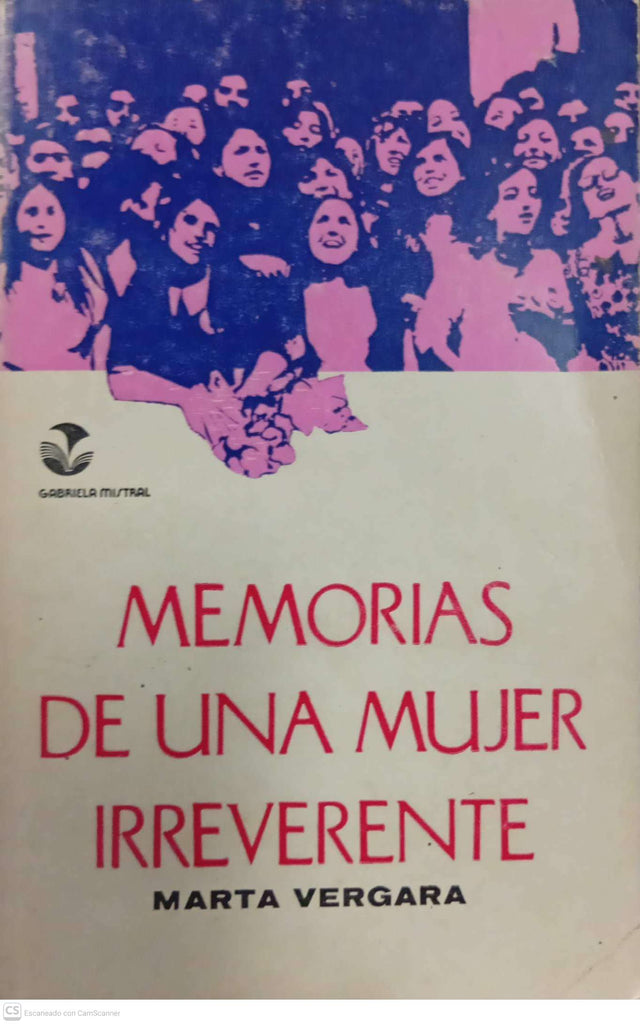 GABRIELA MISTRAL
MEMORIAS
DE UNA MUJER
IRREVERENTE
MARTA VERGARA
CS Escaneado con CamScanner